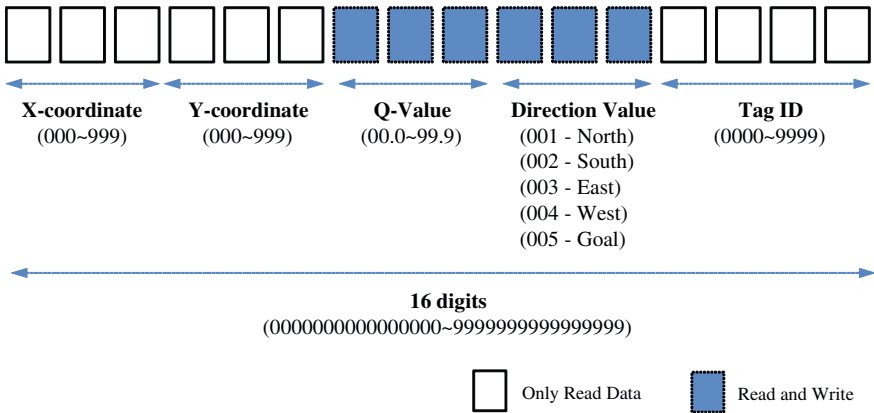 X-coordinate Y-coordinate Q-Value Direction Value Tag ID
(000~999) (000~999) (00.0~99.9) (001 - North) (0000~9999)
(002 - South)
(003 - East)
(004 - West)
(005 - Goal)
16 digits
(0000000000000000~9999999999999999)
Only Read Data Read and Write